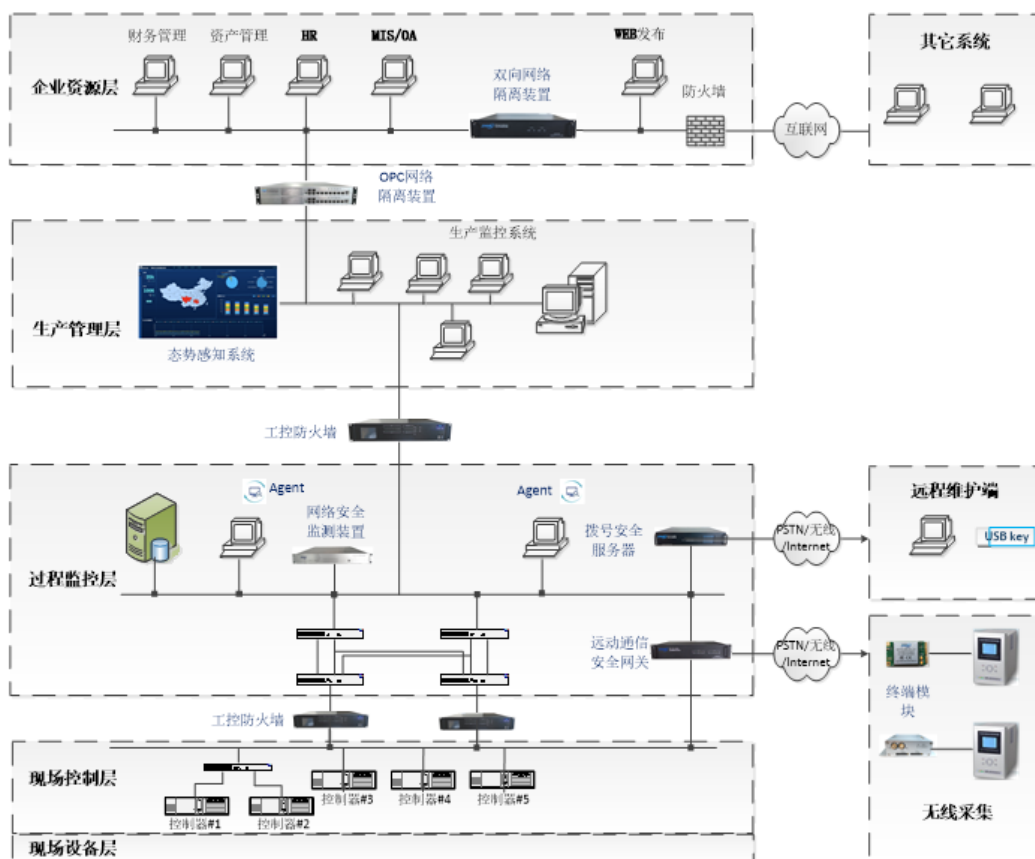 财务管理
资产管理
HR
MIS/OA
WEB发布
其它系统
企业资源层
双向网络
隔离装置
防火墙
互联网
OPC网络
隔离装置
生产监控系统
生产管理层
态势感知系统
工控防火墙
Agent
Agent
网络安全
监测装置
拨号安全
服务器
PSTN/无线
/Internet
远程维护端
USB key
过程监控层
远动通信
安全网关
PSTN/无线
/Internet
终端模
块
工控防火墙
现场控制层
控制器#3
控制器#4
控制器#5
控制器#1
控制器#2
无线采集
现场设备层